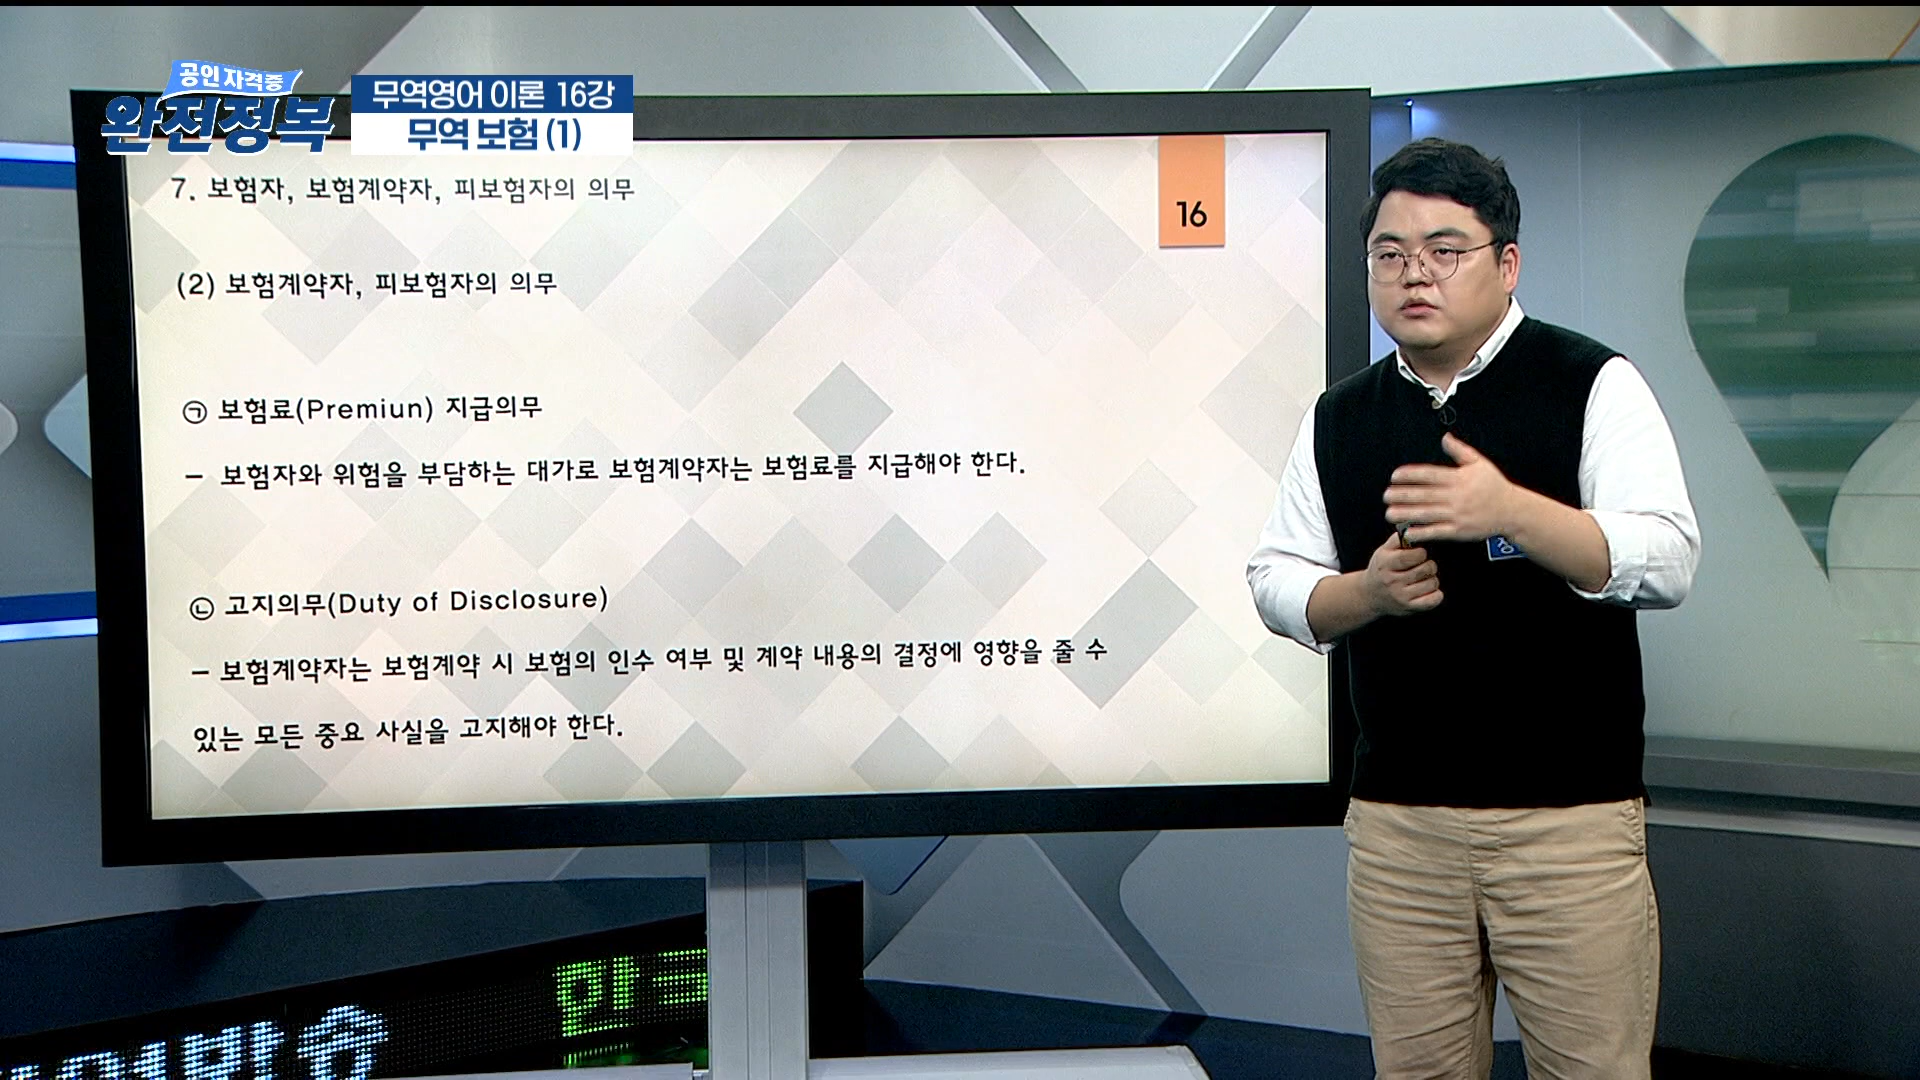 공인 자격증
완전정복
무역영어 이론 16강
무역 보험 (1)
7. 보험자, 보험계약자, 피보험자의 의무
16
(2) 보험계약자, 피보험자의 의무
㉠ 보험료(Premiun) 지급의무
– 보험자와 위험을 부담하는 대가로 보험계약자는 보험료를 지급해야 한다.
㉡ 고지의무(Duty of Disclosure)
– 보험계약자는 보험계약 시 보험의 인수 여부 및 계약 내용의 결정에 영향을 줄 수
있는 모든 중요 사실을 고지해야 한다.